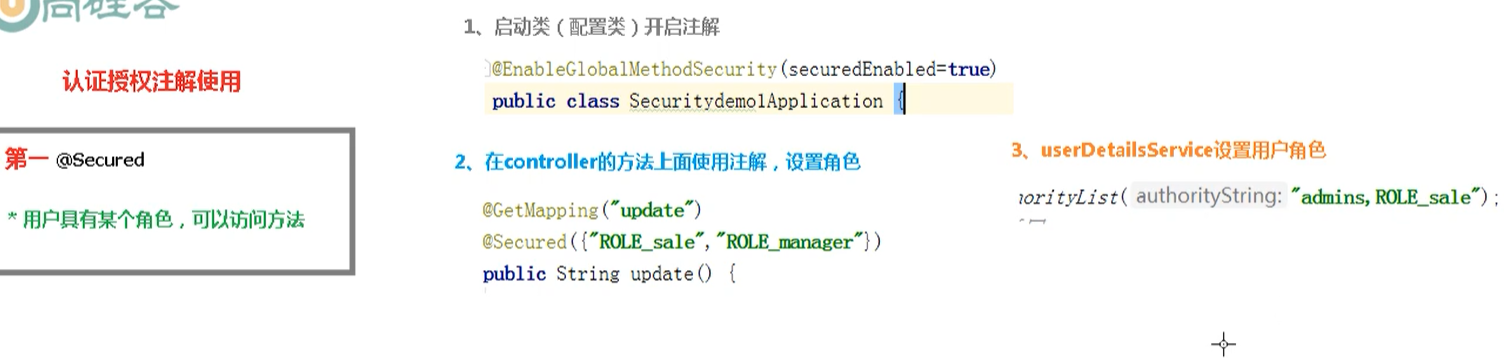 尚硅谷
认证授权注解使用
第一 @Secured
* 用户具有某个角色，可以访问方法
1、启动类（配置类）开启注解
@EnableGlobalMethodSecurity(securedEnabled=true)
public class Securitydemo1Application {
2、在controller的方法上面使用注解，设置角色
@GetMapping("update")
@Secured({"ROLE_sale","ROLE_manager"})
public String update() {
3、userDetailsService设置用户角色
orityList( authorityString: "admins,ROLE_sale");